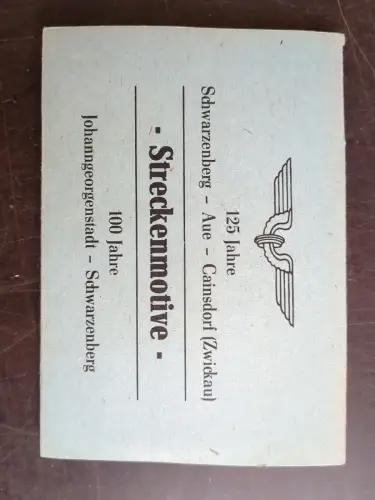 125 Jahre
Schwarzenberg – Aue – Cainsdorf (Zwickau)
- Streckenmotive -
100 Jahre
Johanngeorgenstadt – Schwarzenberg